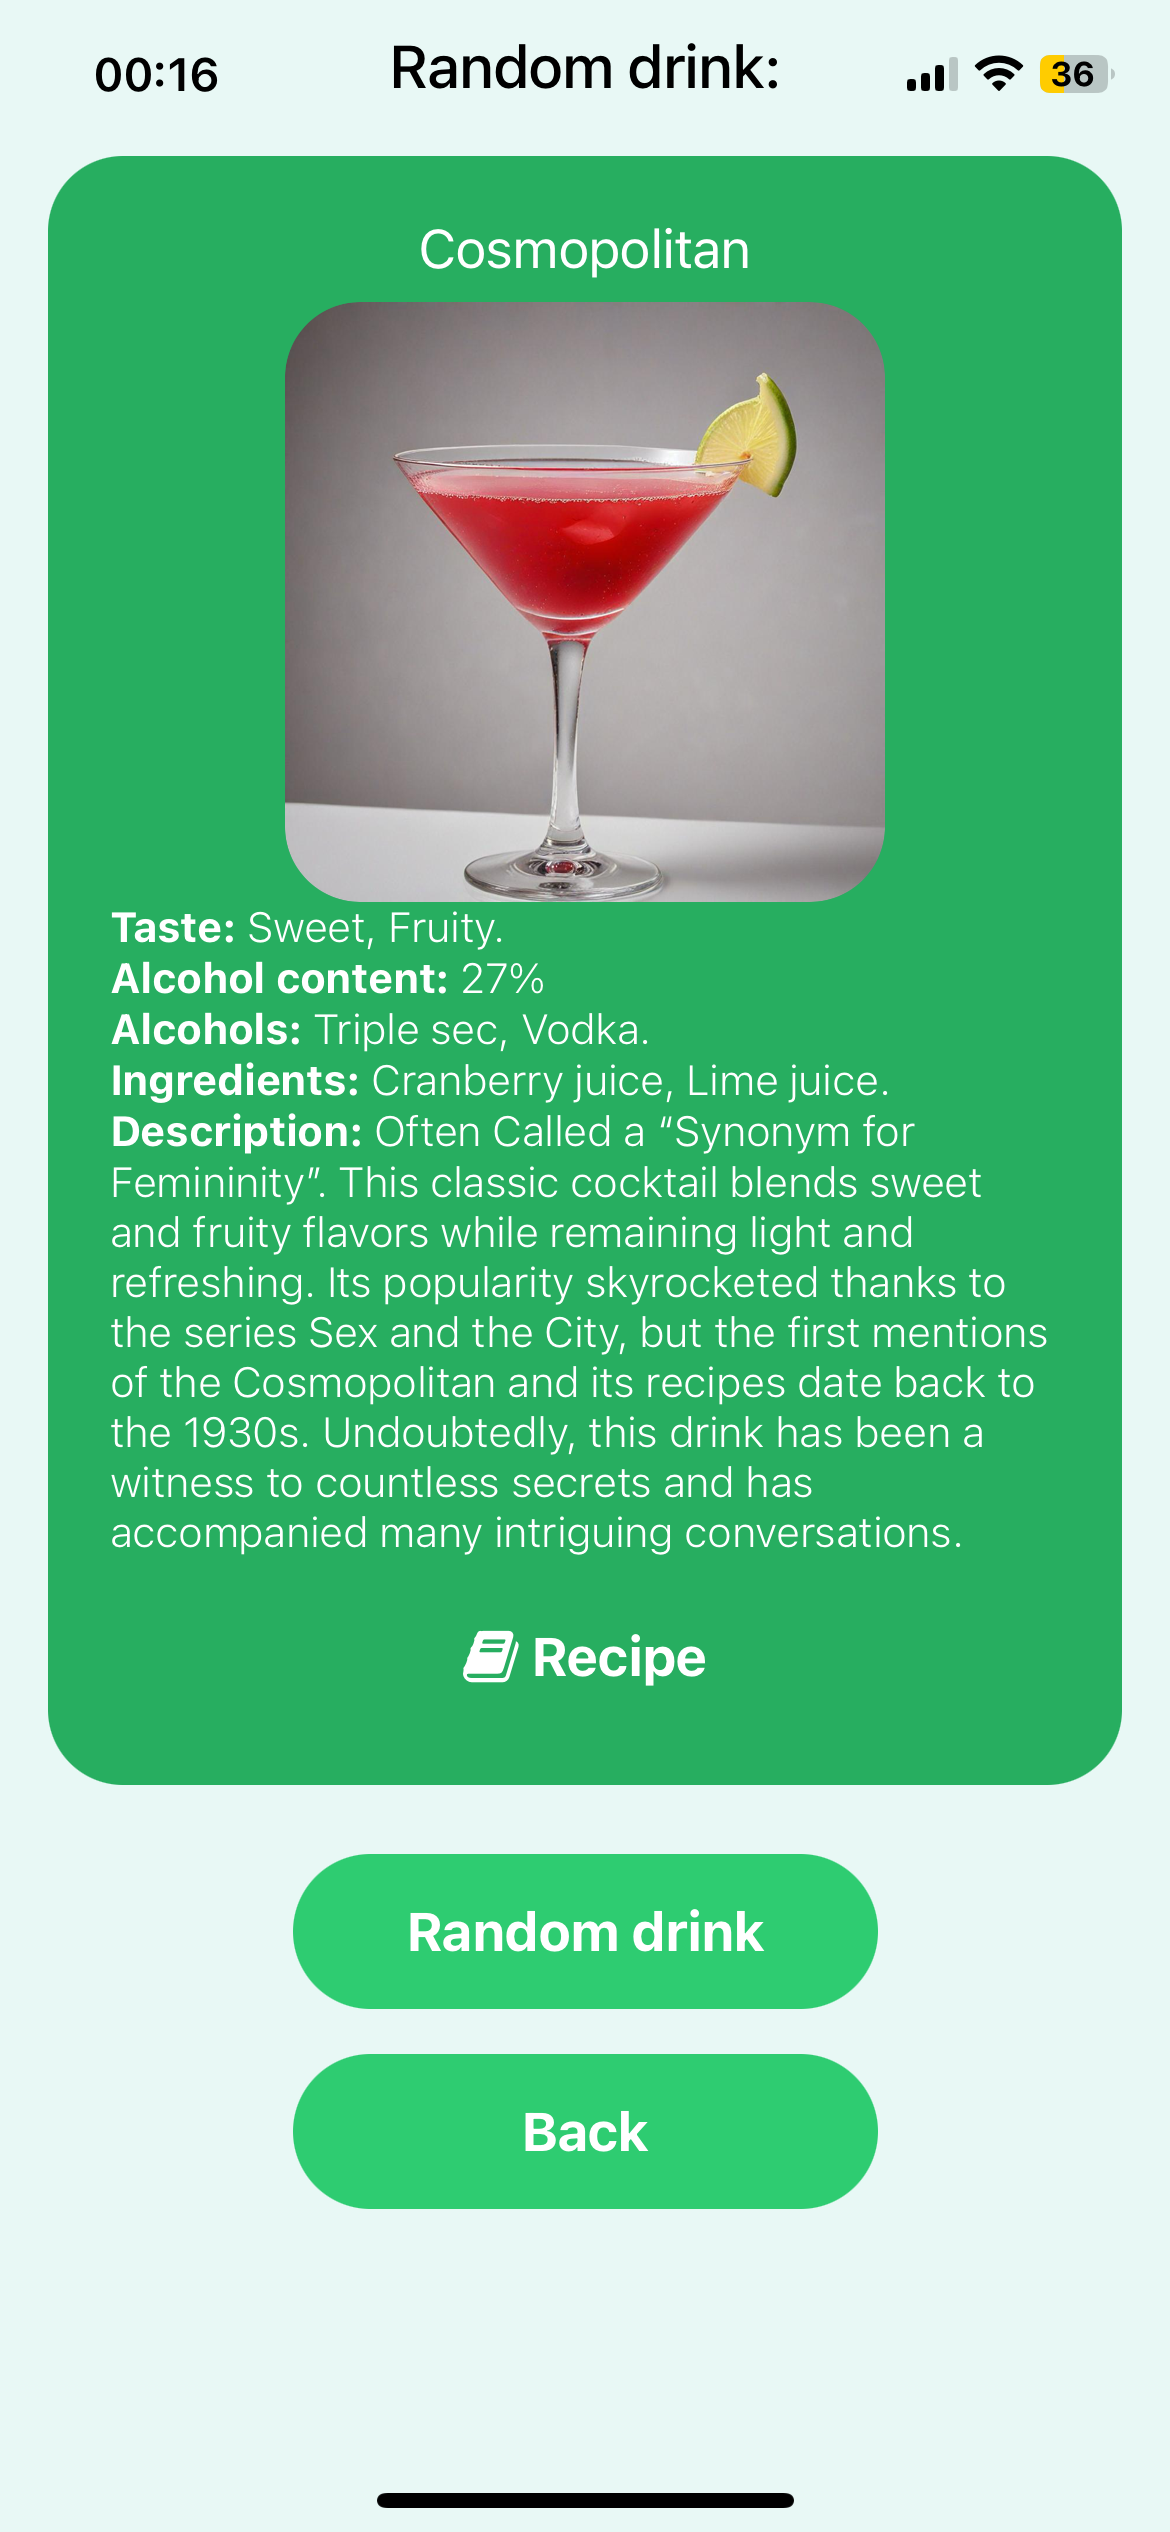 00:16
Random drink:
36
Cosmopolitan
Taste: Sweet, Fruity.
Alcohol content: 27%
Alcohols: Triple sec, Vodka.
Ingredients: Cranberry juice, Lime juice.
Description: Often Called a “Synonym for
Femininity”. This classic cocktail blends sweet
and fruity flavors while remaining light and
refreshing. Its popularity skyrocketed thanks to
the series Sex and the City, but the first mentions
of the Cosmopolitan and its recipes date back to
the 1930s. Undoubtedly, this drink has been a
witness to countless secrets and has
accompanied many intriguing conversations.
Recipe
Random drink
Back